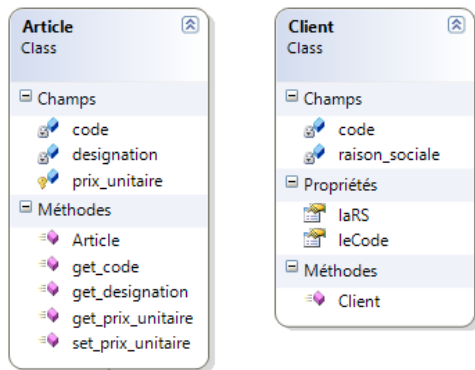 Article
Class
Champs
code
designation
prix_unitaire
Méthodes
Article
get_code
get_designation
get_prix_unitaire
set_prix_unitaire
Client
Class
Champs
code
raison_sociale
Propriétés
laRS
leCode
Méthodes
Client